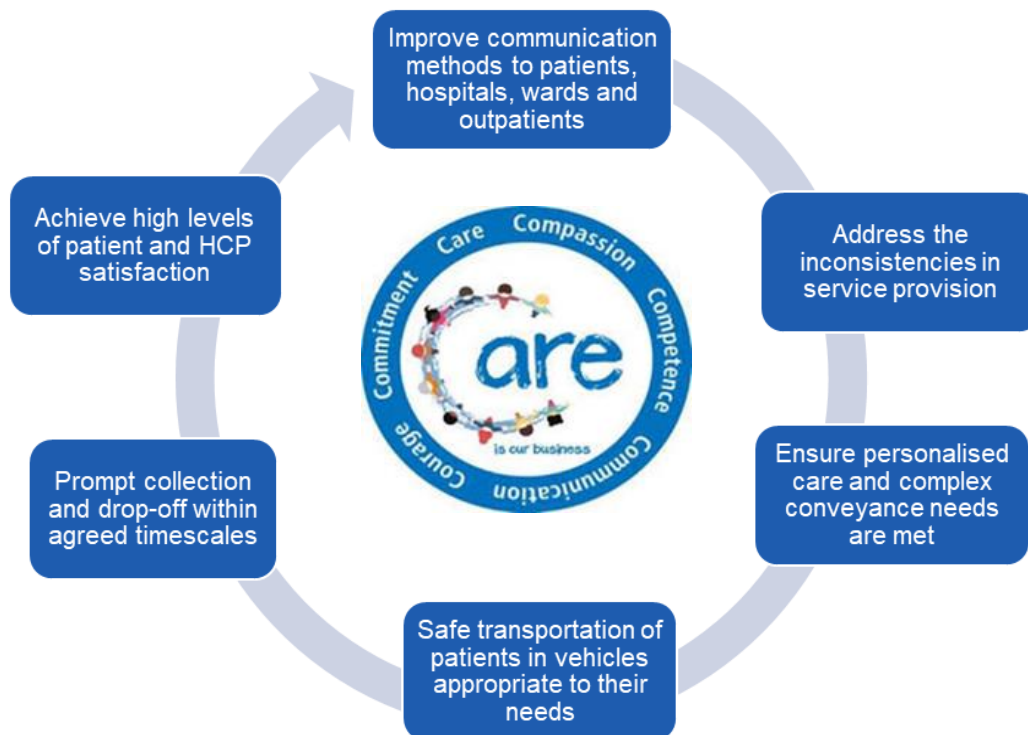 Improve communication
methods to patients,
hospitals, wards and
outpatients
Address the
inconsistencies in
service provision
Ensure personalised
care and complex
conveyance needs
are met
Safe transportation of
patients in vehicles
appropriate to their
needs
Prompt collection
and drop-off within
agreed timescales
Achieve high levels
of patient and HCP
satisfaction
Care Compassion Competence Communication Courage Commitment
Care
is our business